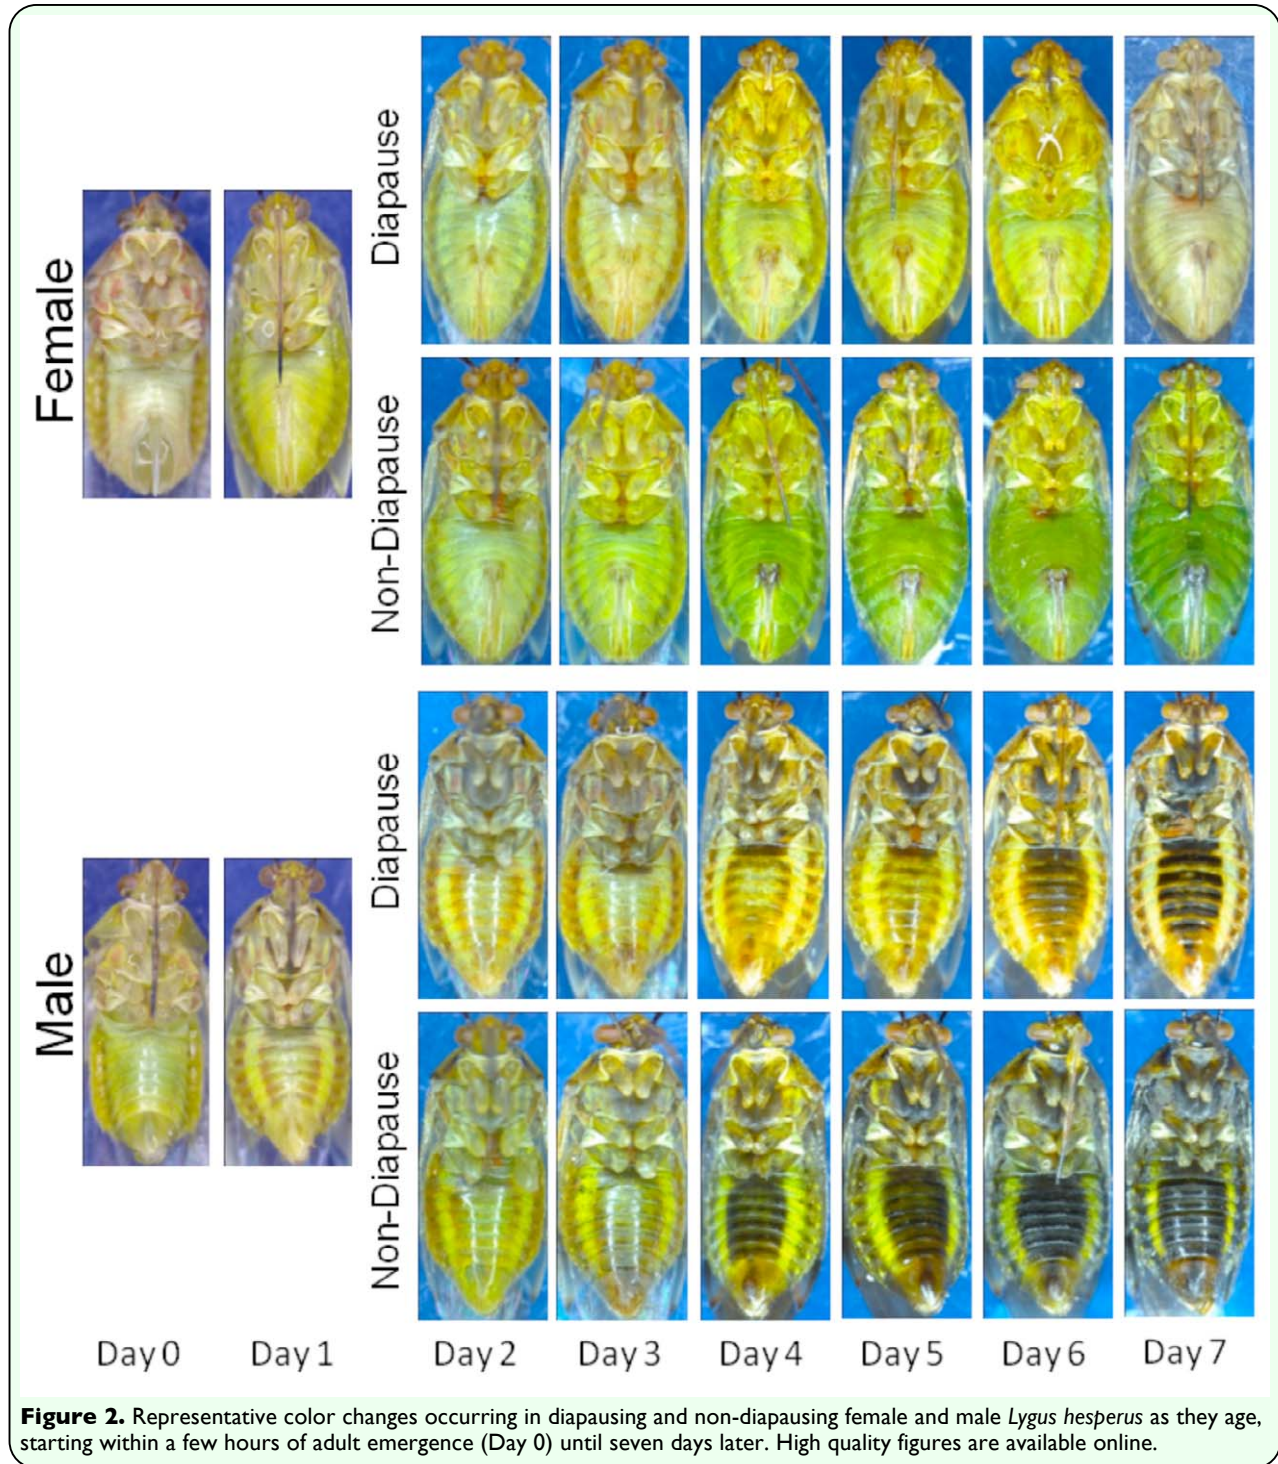 Female
Diapause
Non-Diapause
Male
Diapause
Non-Diapause
Day 0 Day 1 Day 2 Day 3 Day 4 Day 5 Day 6 Day 7
Figure 2. Representative color changes occurring in diapausing and non-diapausing female and male Lygus hesperus as they age,
starting within a few hours of adult emergence (Day 0) until seven days later. High quality figures are available online.